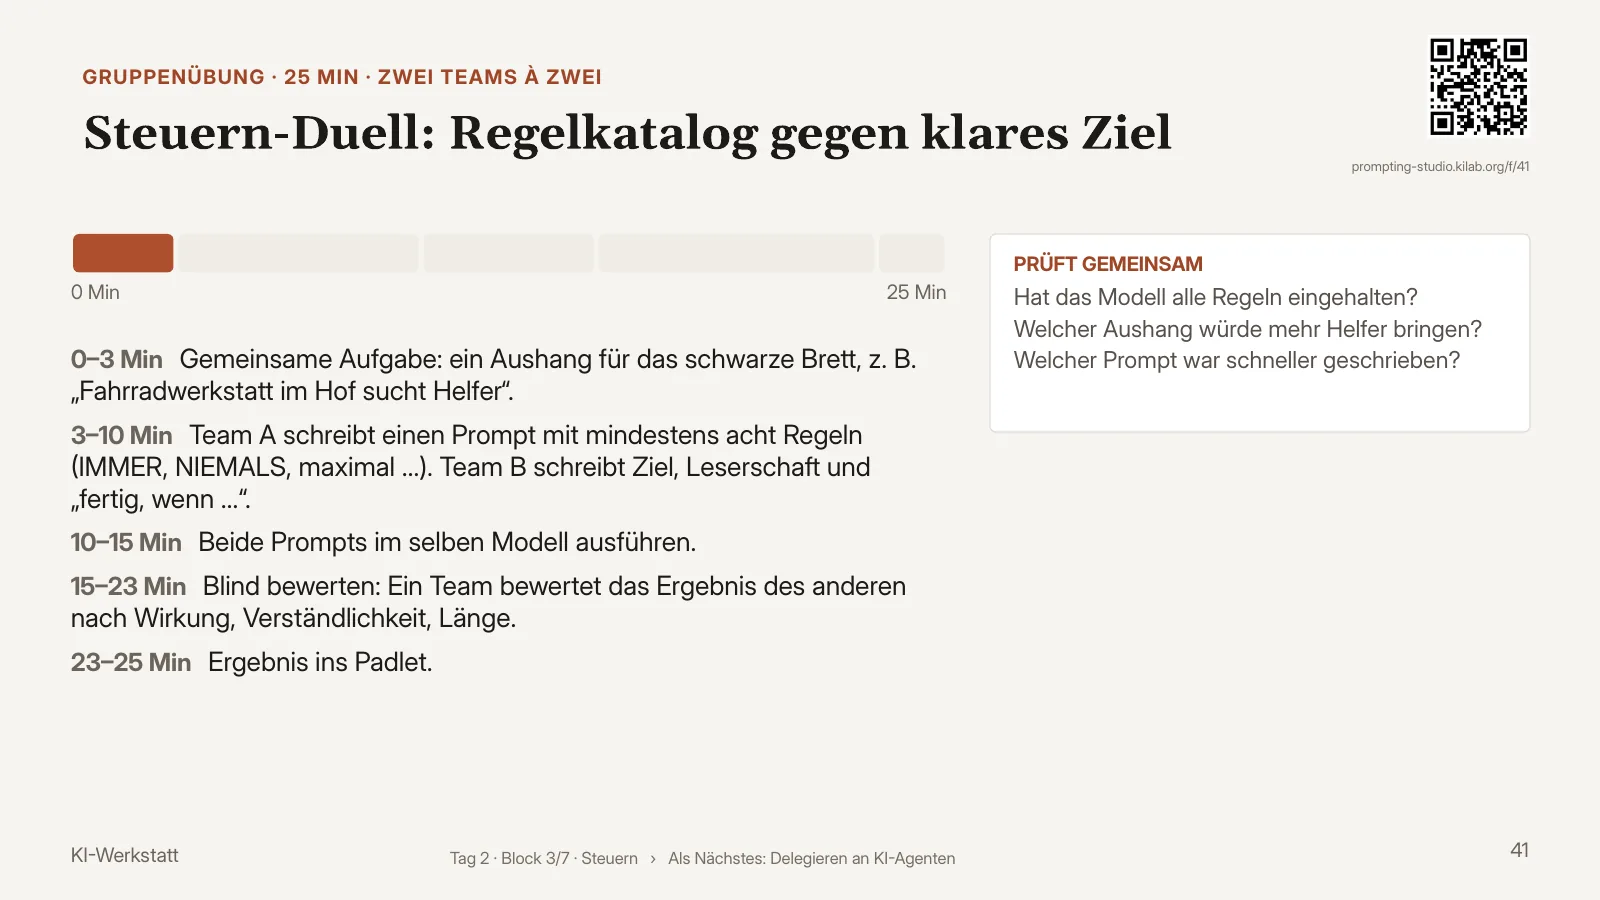 GRUPPENÜBUNG · 25 MIN · ZWEI TEAMS À ZWEI
Steuern-Duell: Regelkatalog gegen klares Ziel
prompting-studio.kilab.org/f/41
0 Min
25 Min
0–3 Min Gemeinsame Aufgabe: ein Aushang für das schwarze Brett, z. B.
„Fahrradwerkstatt im Hof sucht Helfer“.
3–10 Min Team A schreibt einen Prompt mit mindestens acht Regeln
(IMMER, NIEMALS, maximal ...). Team B schreibt Ziel, Leserschaft und
„fertig, wenn ...“.
10–15 Min Beide Prompts im selben Modell ausführen.
15–23 Min Blind bewerten: Ein Team bewertet das Ergebnis des anderen
nach Wirkung, Verständlichkeit, Länge.
23–25 Min Ergebnis ins Padlet.
PRÜFT GEMEINSAM
Hat das Modell alle Regeln eingehalten?
Welcher Aushang würde mehr Helfer bringen?
Welcher Prompt war schneller geschrieben?
KI-Werkstatt
Tag 2 · Block 3/7 · Steuern › Als Nächstes: Delegieren an KI-Agenten
41